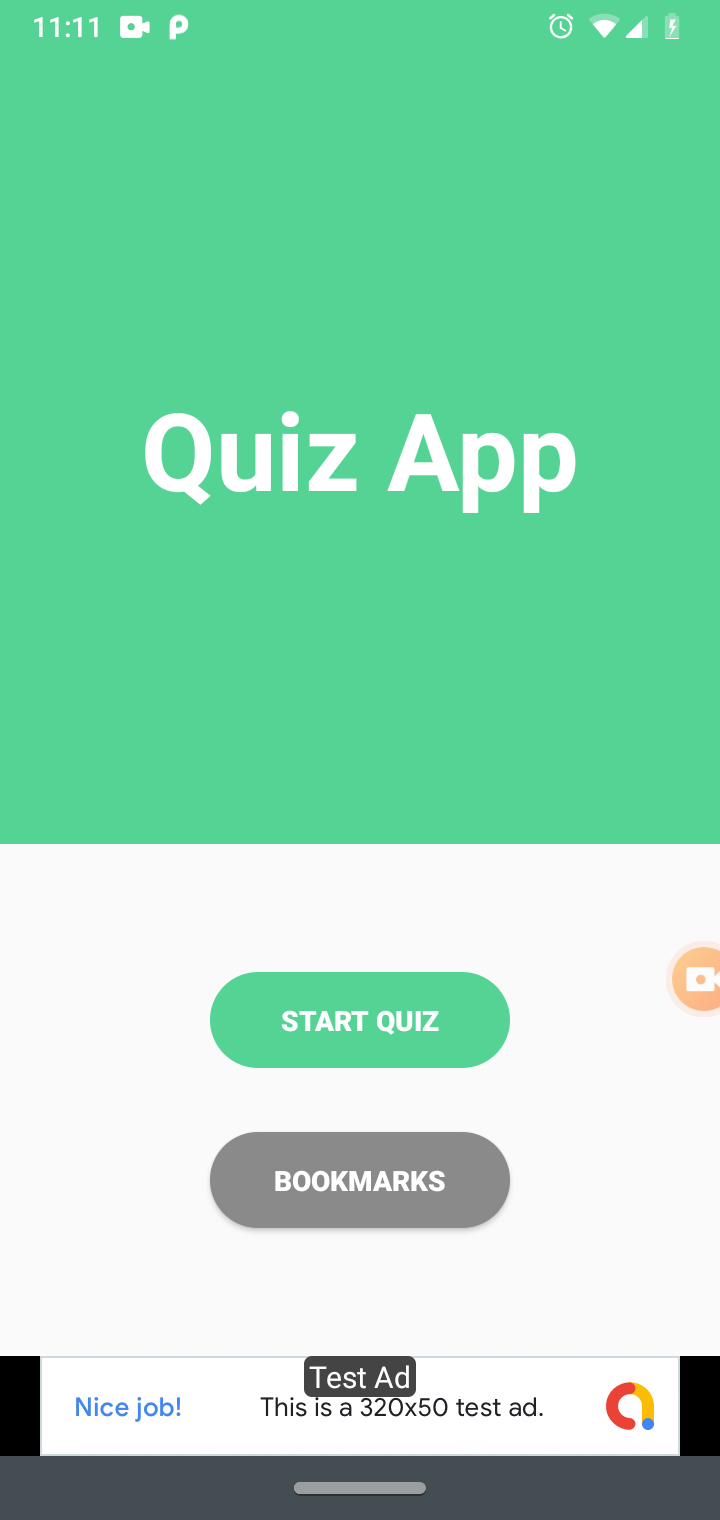 11:11
Quiz App
START QUIZ
BOOKMARKS
Test Ad
Nice job!
This is a 320x50 test ad.